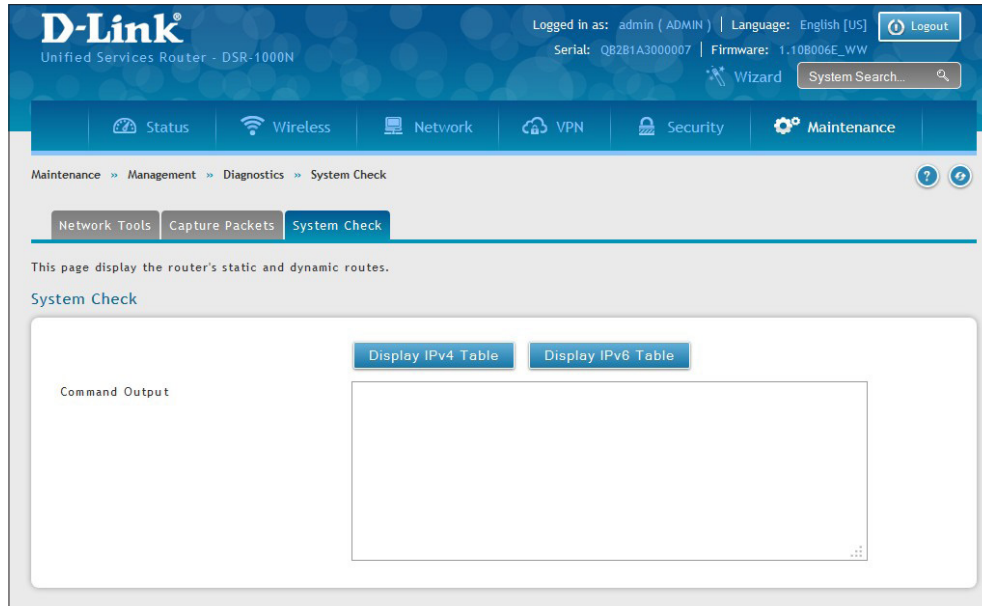 D-Link®
Unified Services Router - DSR-1000N
Logged in as: admin ( ADMIN ) | Language: English [US]
Logout
Serial: QB2B1A3000007 | Firmware: 1.10B006E_WW
Wizard
System Search...
Status
Wireless
Network
VPN
Security
Maintenance
Maintenance » Management » Diagnostics » System Check
?
Network Tools
Capture Packets
System Check
This page display the router's static and dynamic routes.
System Check
Display IPv4 Table
Display IPv6 Table
Command Output